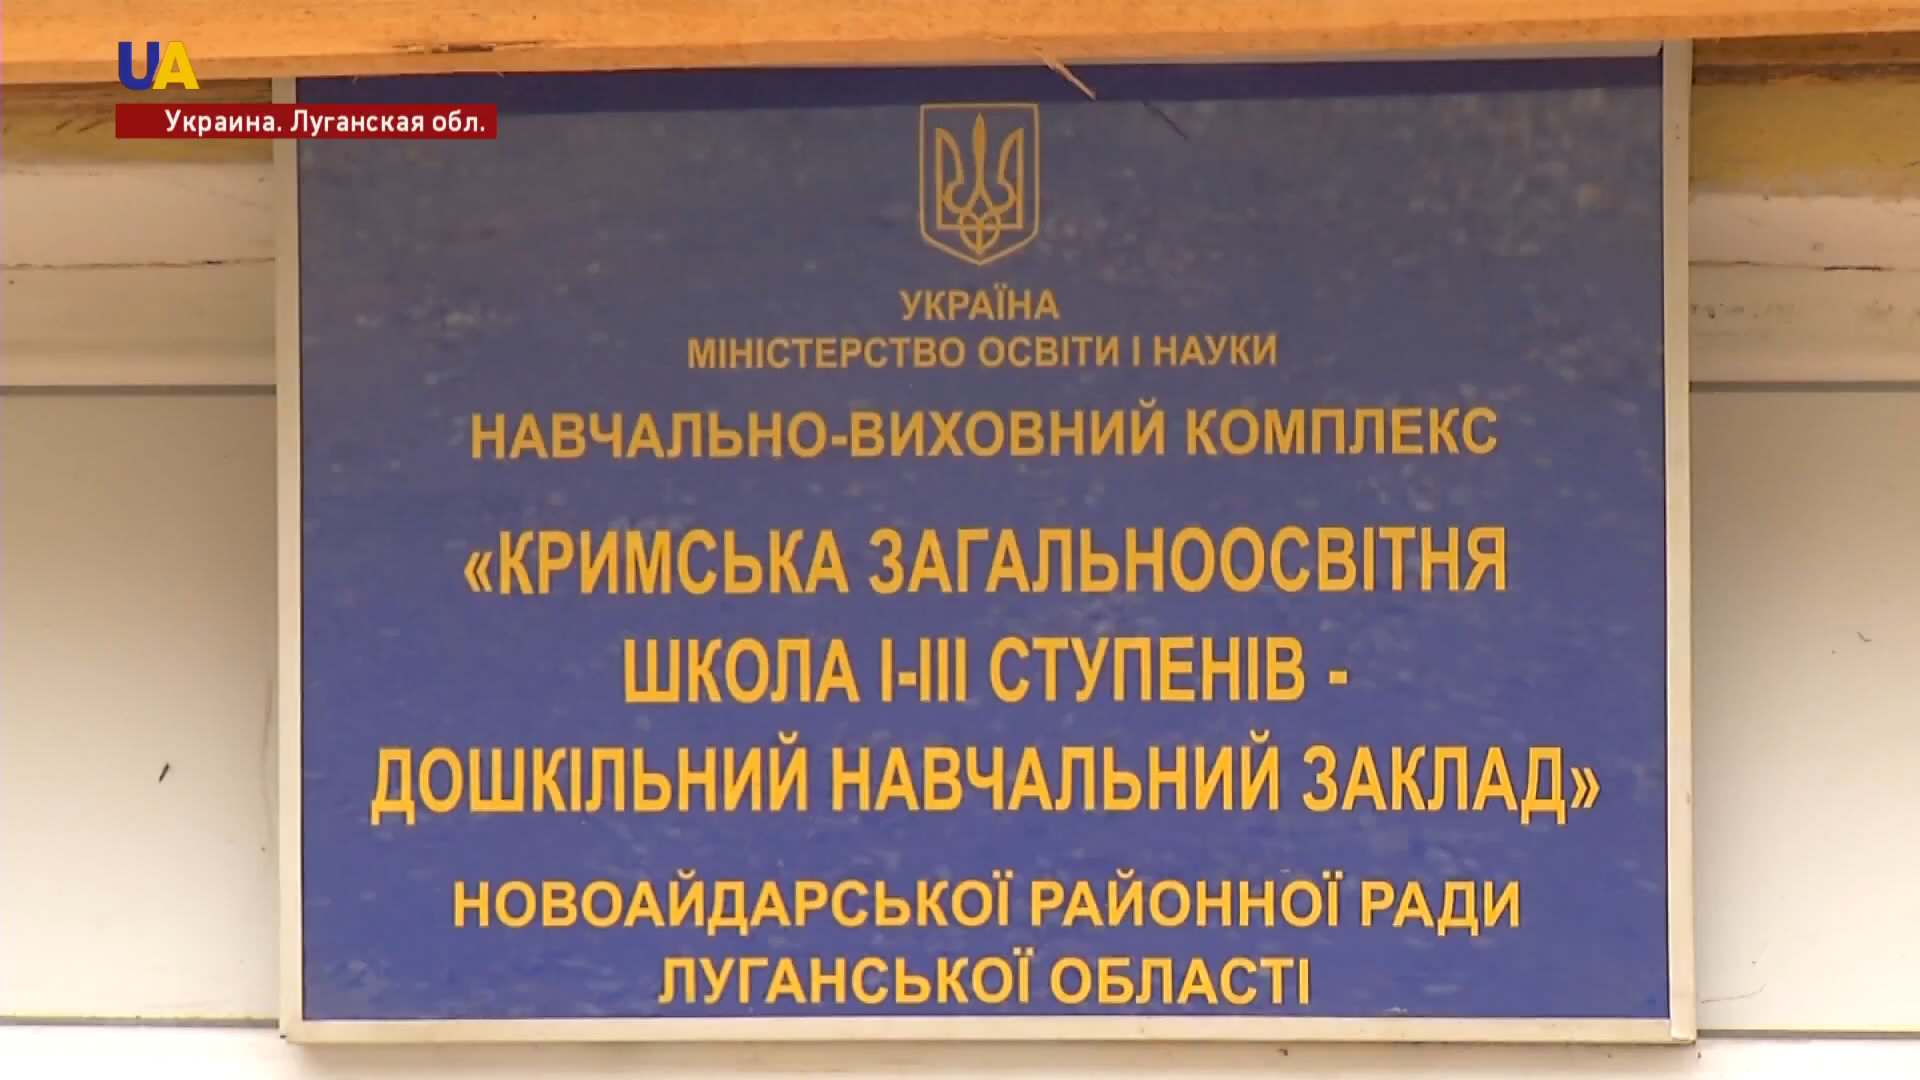 UA
Украина. Луганская обл.
УКРАЇНА
МІНІСТЕРСТВО ОСВІТИ І НАУКИ
НАВЧАЛЬНО-ВИХОВНИЙ КОМПЛЕКС
«КРИМСЬКА ЗАГАЛЬНООСВІТНЯ
ШКОЛА І-ІІІ СТУПЕНІВ -
ДОШКІЛЬНИЙ НАВЧАЛЬНИЙ ЗАКЛАД»
НОВОАЙДАРСЬКОЇ РАЙОННОЇ РАДИ
ЛУГАНСЬКОЇ ОБЛАСТІ